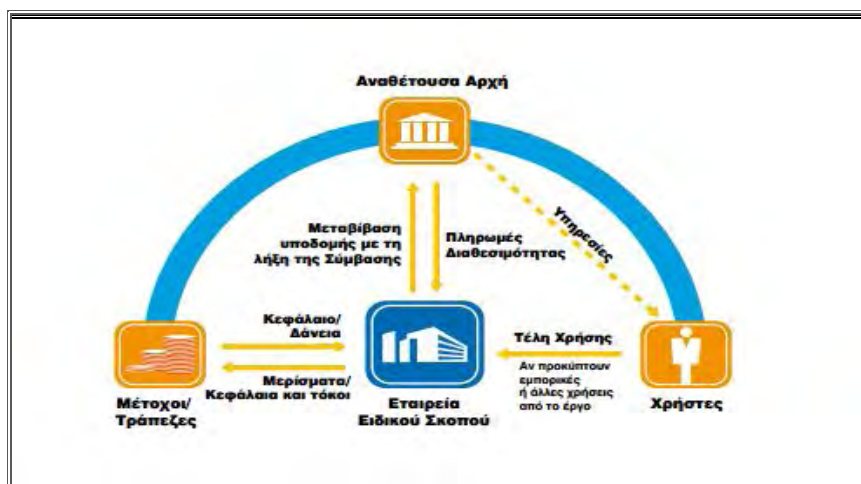 Αναθέτουσα Αρχή
Μεταβίβαση
υποδομής με τη
λήξη της Σύμβασης
Πληρωμές
Διαθεσιμότητας
Υπηρεσίες
Κεφάλαιο/
Δάνεια
Μερίσματα/
Κεφάλαια και τόκοι
Τέλη Χρήσης
Αν προκύπτουν
εμπορικές
ή άλλες χρήσεις
από το έργο
Μέτοχοι/
Τράπεζες
Εταιρεία
Ειδικού Σκοπού
Χρήστες